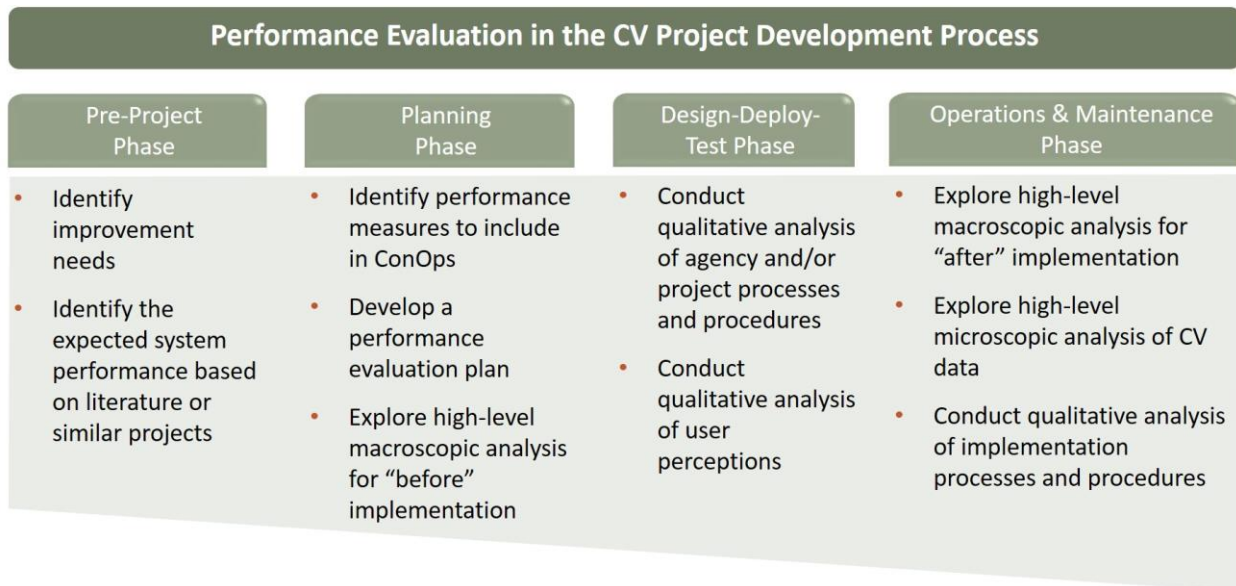 Performance Evaluation in the CV Project Development Process
Pre-Project
Phase
• Identify
improvement
needs
• Identify the
expected system
performance based
on literature or
similar projects
Planning
Phase
• Identify performance
measures to include
in ConOps
• Develop a
performance
evaluation plan
• Explore high-level
macroscopic analysis
for “before”
implementation
Design-Deploy-
Test Phase
• Conduct
qualitative analysis
of agency and/or
project processes
and procedures
• Conduct
qualitative analysis
of user
perceptions
Operations & Maintenance
Phase
• Explore high-level
macroscopic analysis for
“after” implementation
• Explore high-level
microscopic analysis of CV
data
• Conduct qualitative analysis
of implementation
processes and procedures